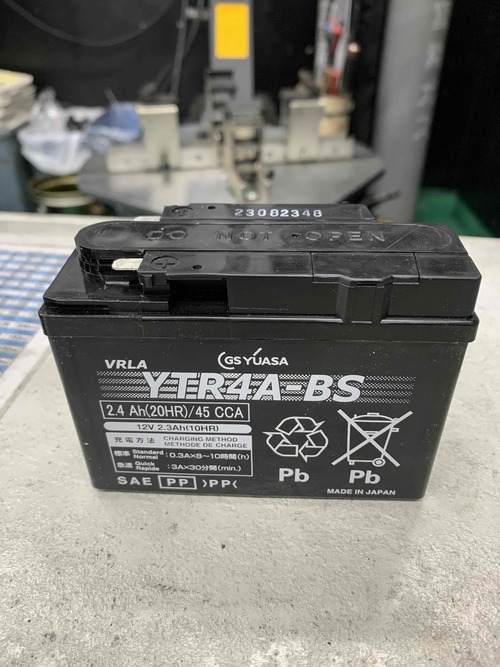 23082348
DO NOT OPEN
GS YUASA
VRLA
YTR4A-BS
2.4 Ah(20HR)/45 CCA
12V 2.3Ah(10HR)
充電方法 CHARGING METHOD
METHODE DE CHARGE
標準 Standard Normal :0.3A×8~10時間(h)
急速 Quick Rapide :3A×30分間(min.)
SAE PP >PP<
Pb Pb
MADE IN JAPAN